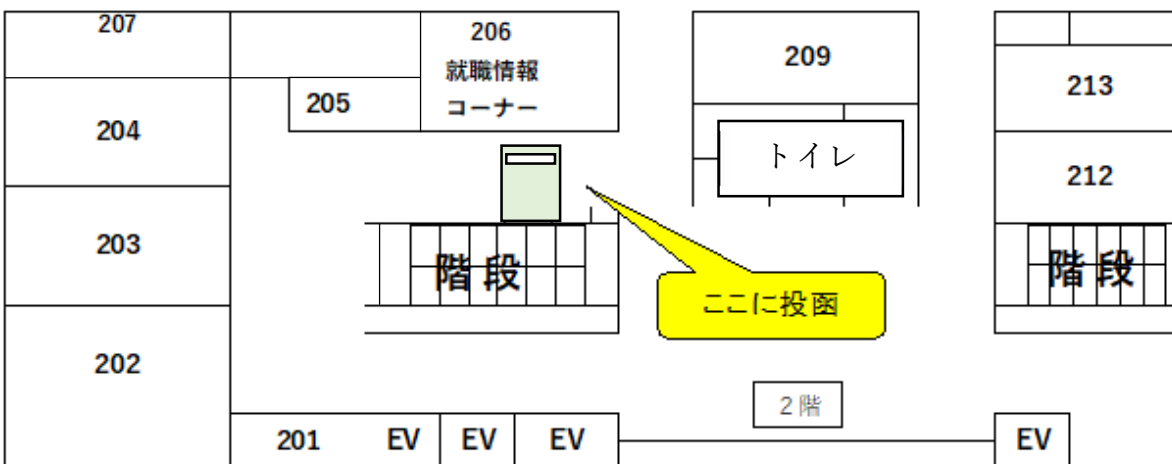 207
206
就職情報
コーナー
209
213
205
204
トイレ
212
203
階段
階段
ここに投函
202
2階
201
EV
EV
EV
EV